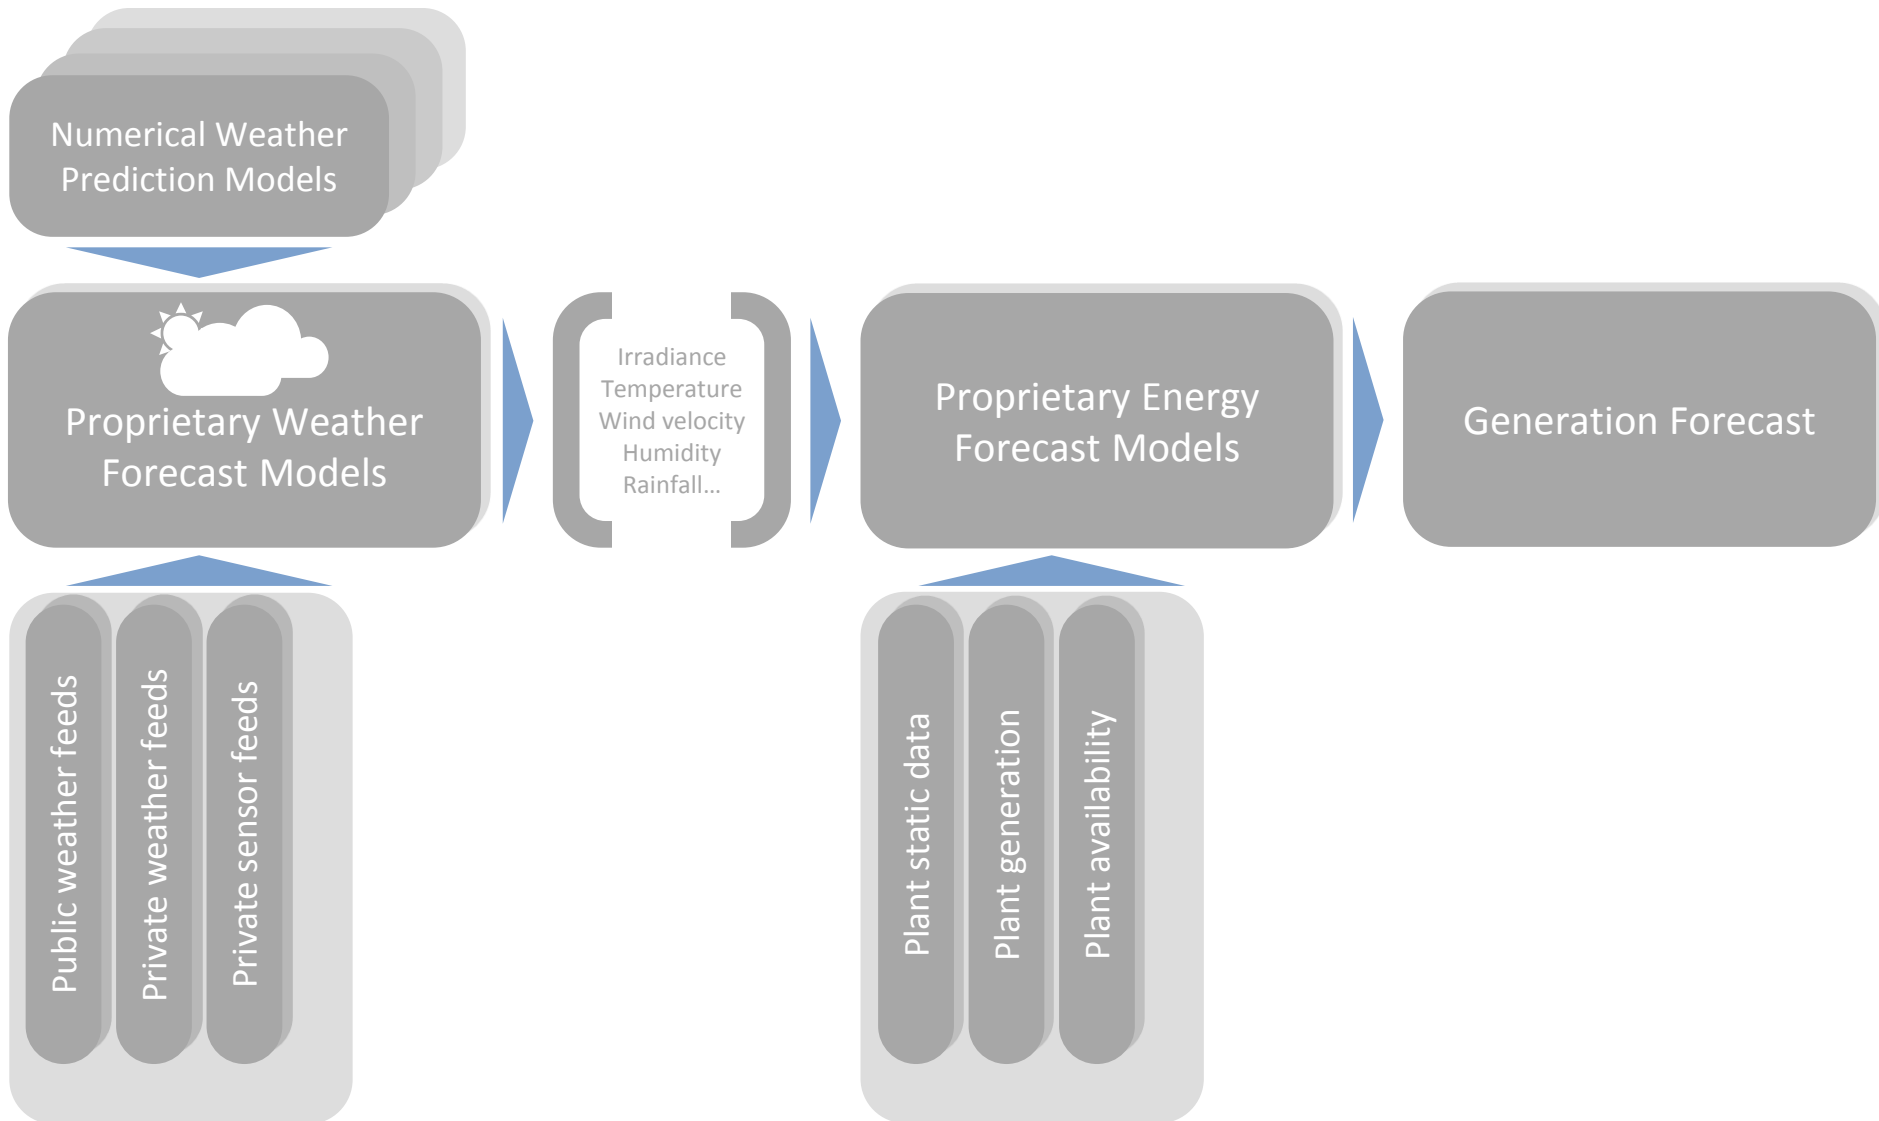 Numerical Weather
Prediction Models
Proprietary Weather
Forecast Models
Irradiance
Temperature
Wind velocity
Humidity
Rainfall...
Proprietary Energy
Forecast Models
Generation Forecast
Public weather feeds
Private weather feeds
Private sensor feeds
Plant static data
Plant generation
Plant availability